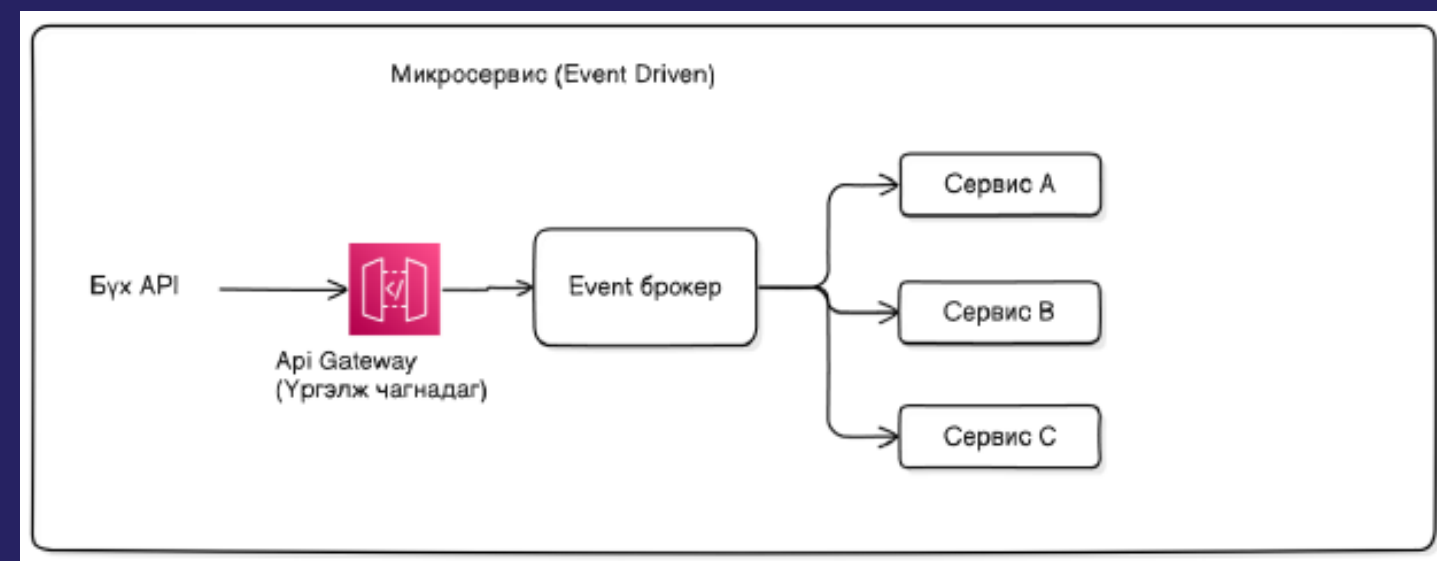 Микросервис (Event Driven)
Сервис A
Бүх API
Event брокер
Сервис B
Api Gateway
(Үргэлж чагнадаг)
Сервис C